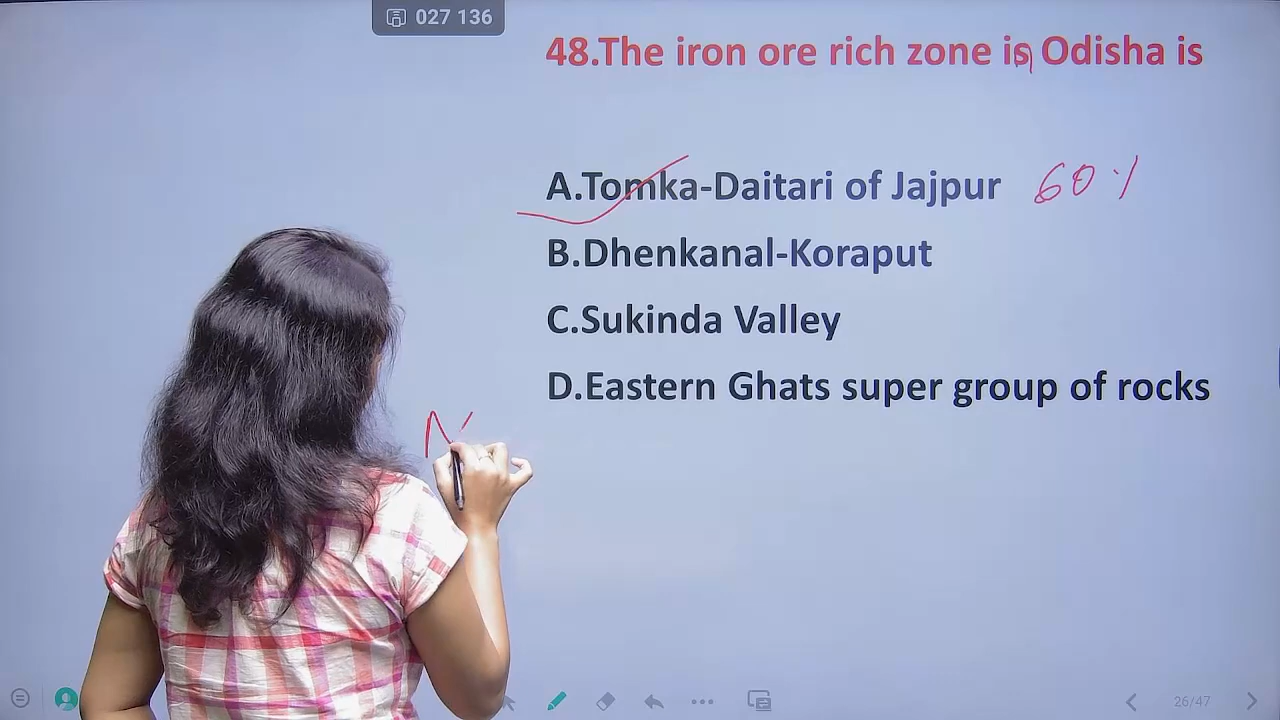 027 136
48.The iron ore rich zone is Odisha is
A.Tomka-Daitari of Jajpur 60%
B.Dhenkanal-Koraput
C.Sukinda Valley
D.Eastern Ghats super group of rocks
N
26/47